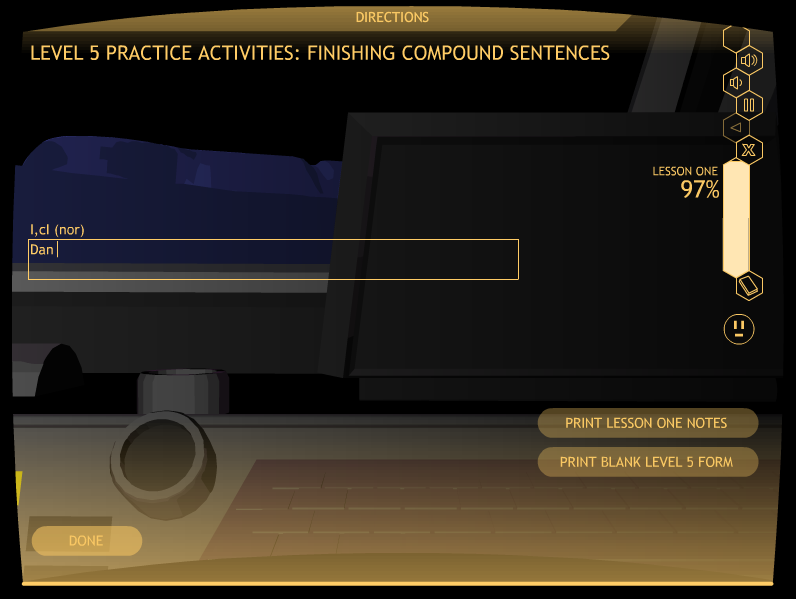 DIRECTIONS
LEVEL 5 PRACTICE ACTIVITIES: FINISHING COMPOUND SENTENCES
LESSON ONE
97%
I,cI (nor)
Dan
PRINT LESSON ONE NOTES
PRINT BLANK LEVEL 5 FORM
DONE